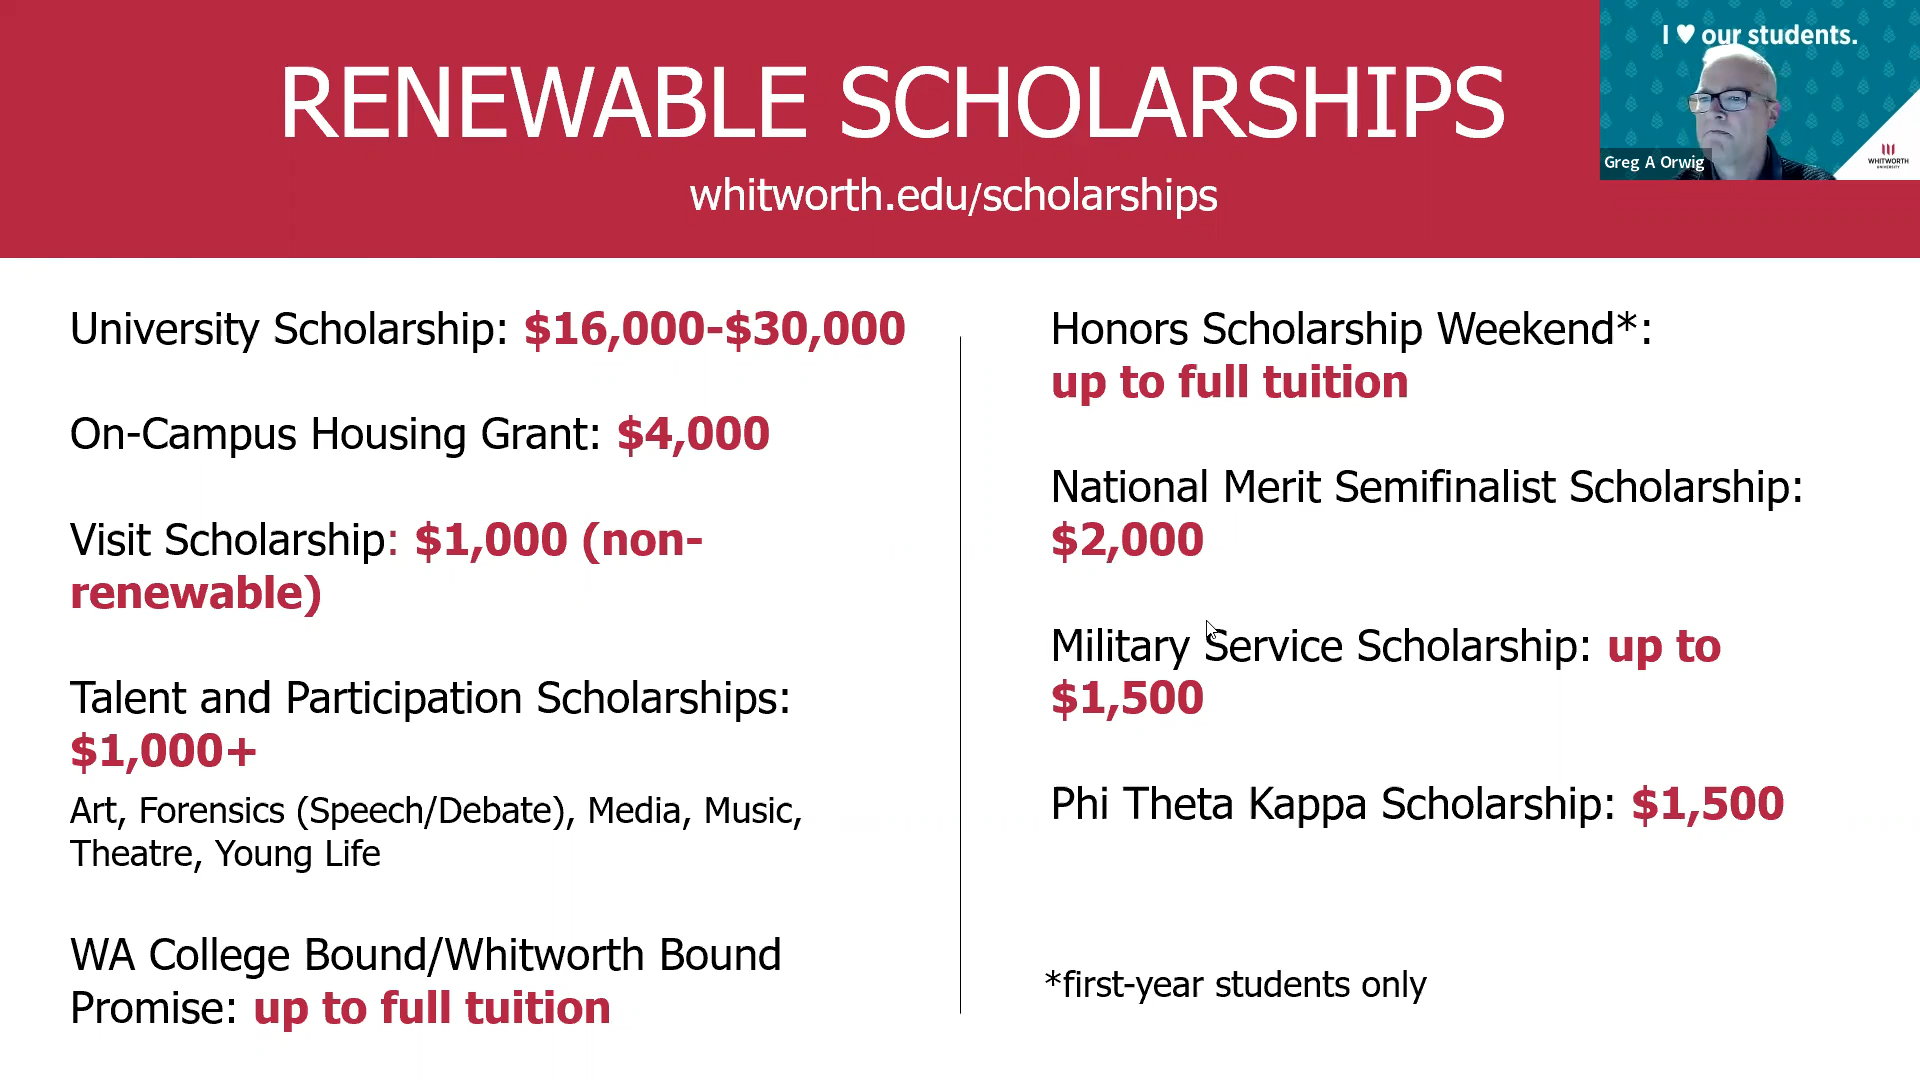 RENEWABLE SCHOLARSHIPS
whitworth.edu/scholarships
I ♥ our students.
Greg A Orwig
WHITWORTH
UNIVERSITY
University Scholarship: $16,000-$30,000
On-Campus Housing Grant: $4,000
Visit Scholarship: $1,000 (non-
renewable)
Talent and Participation Scholarships:
$1,000+
Art, Forensics (Speech/Debate), Media, Music,
Theatre, Young Life
WA College Bound/Whitworth Bound
Promise: up to full tuition
Honors Scholarship Weekend*:
up to full tuition
National Merit Semifinalist Scholarship:
$2,000
Military Service Scholarship: up to
$1,500
Phi Theta Kappa Scholarship: $1,500
*first-year students only